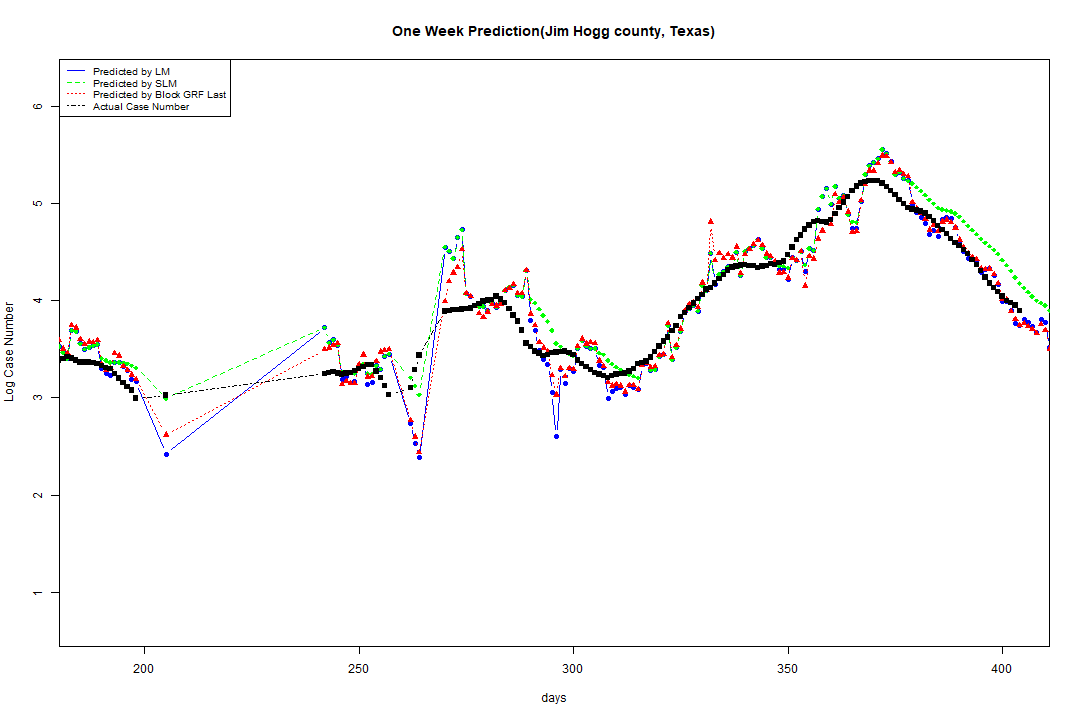 One Week Prediction(Jim Hogg county, Texas)
Predicted by LM
Predicted by SLM
Predicted by Block GRF Last
Actual Case Number
6
5
4
3
2
1
Log Case Number
200
250
300
350
400
days